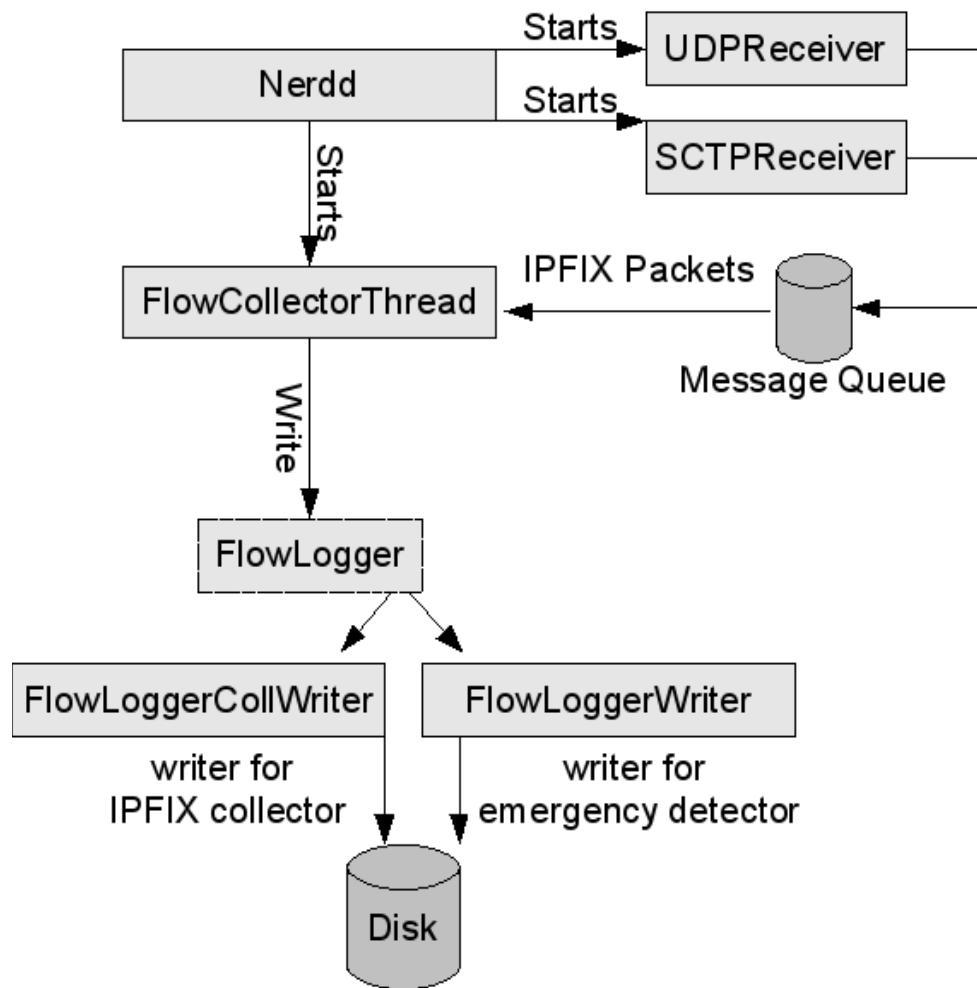 Starts
UDPReceiver
Nerdd
Starts
SCTPReceiver
Starts
IPFIX Packets
FlowCollectorThread
Message Queue
Write
FlowLogger
FlowLoggerCollWriter
FlowLoggerWriter
writer for
IPFIX collector
writer for
emergency detector
Disk